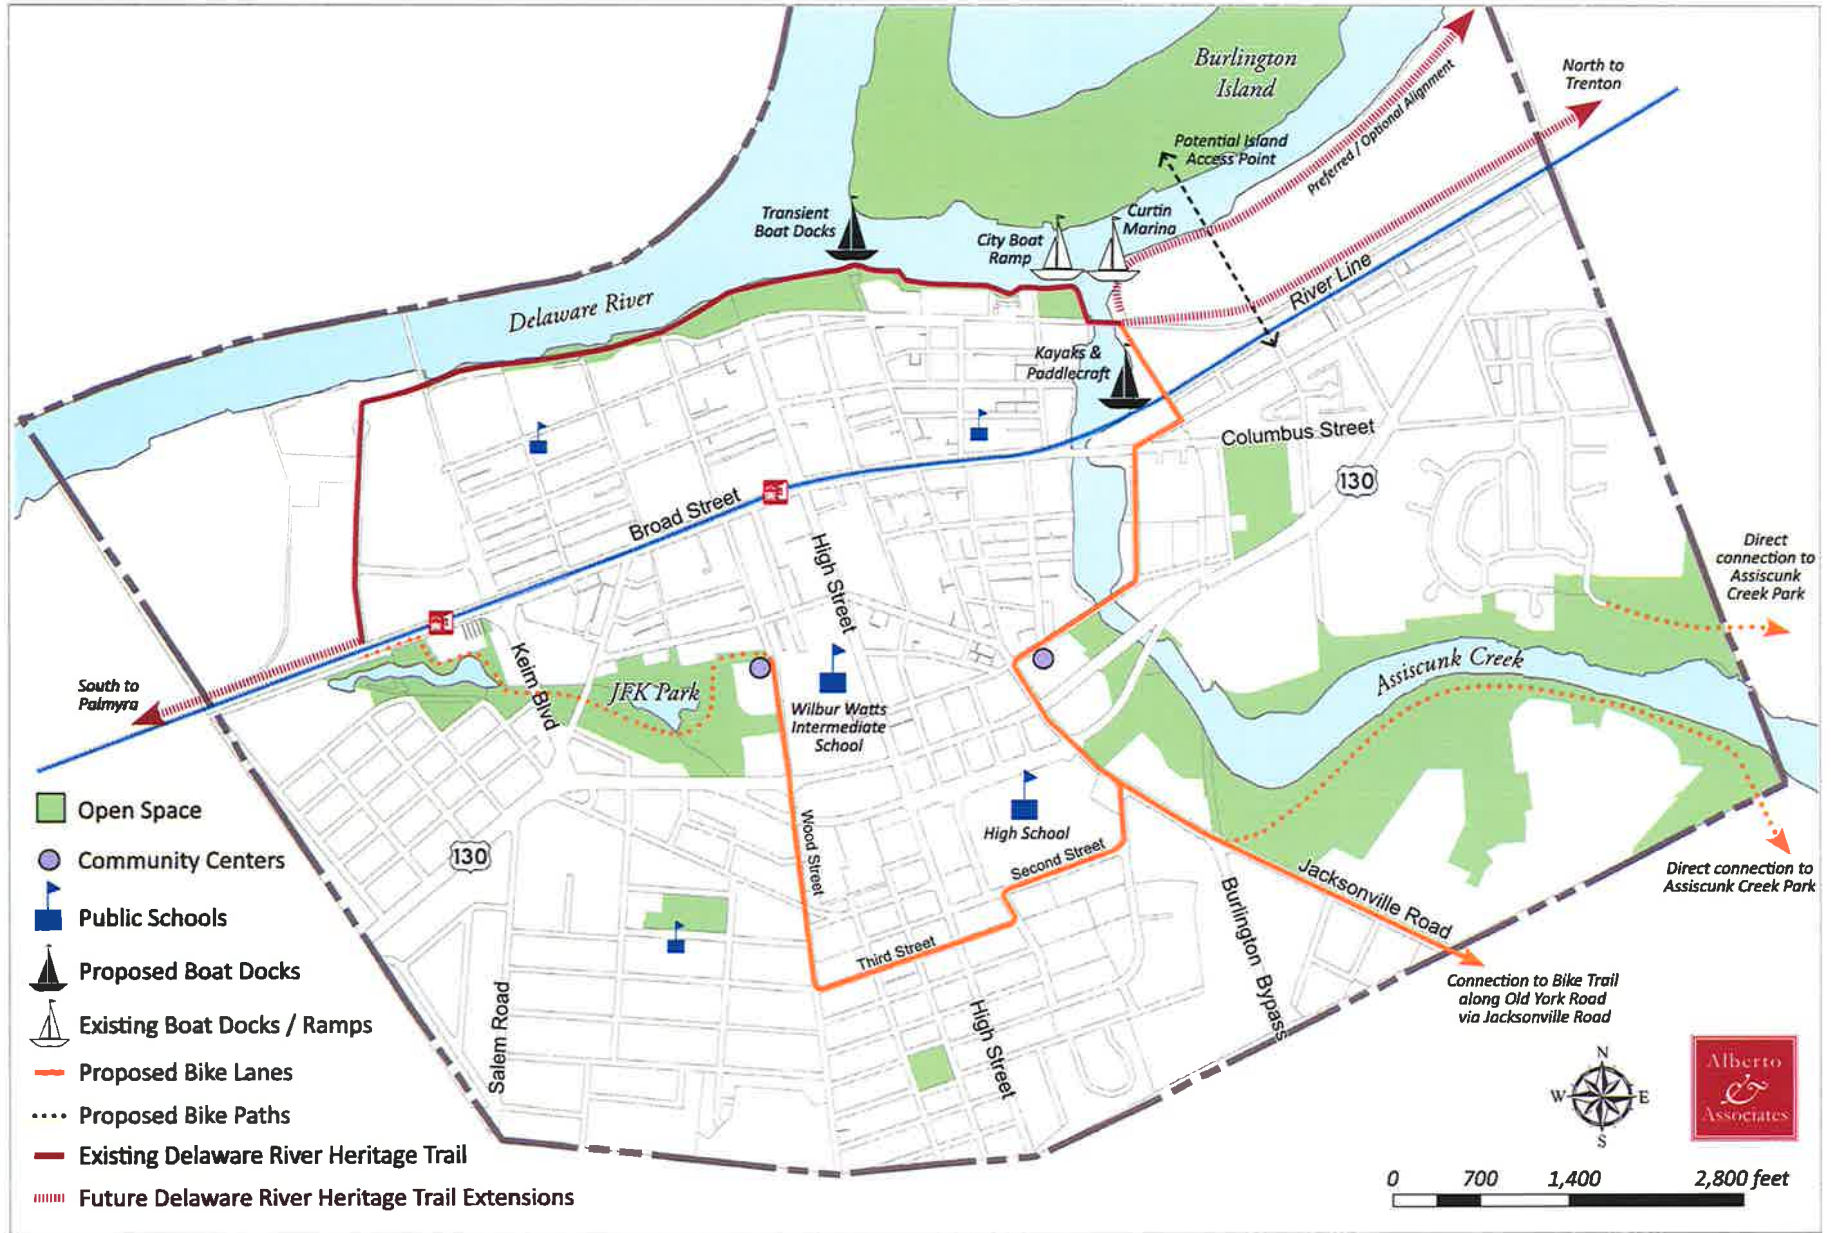 Burlington
Island
North to
Trenton
Preferred / Optional Alignment
Potential Island
Access Point
Transient
Boat Docks
Curtin
Marina
City Boat
Ramp
River Line
Delaware River
Kayaks &
Paddlecraft
Columbus Street
130
Broad Street
High Street
Direct
connection to
Assiscunk
Creek Park
Keim Blvd
JFK Park
Assiscunk Creek
South to
Palmyra
Wilbur Watts
Intermediate
School
High School
Wood Street
Second Street
130
Jacksonville Road
Direct connection to
Assiscunk Creek Park
Burlington Bypass
Third Street
Salem Road
High Street
Connection to Bike Trail
along Old York Road
via Jacksonville Road
Open Space
Community Centers
Public Schools
Proposed Boat Docks
Existing Boat Docks / Ramps
Proposed Bike Lanes
Proposed Bike Paths
Existing Delaware River Heritage Trail
Future Delaware River Heritage Trail Extensions
N
W E
S
Alberto
&
Associates
0 700 1,400 2,800 feet